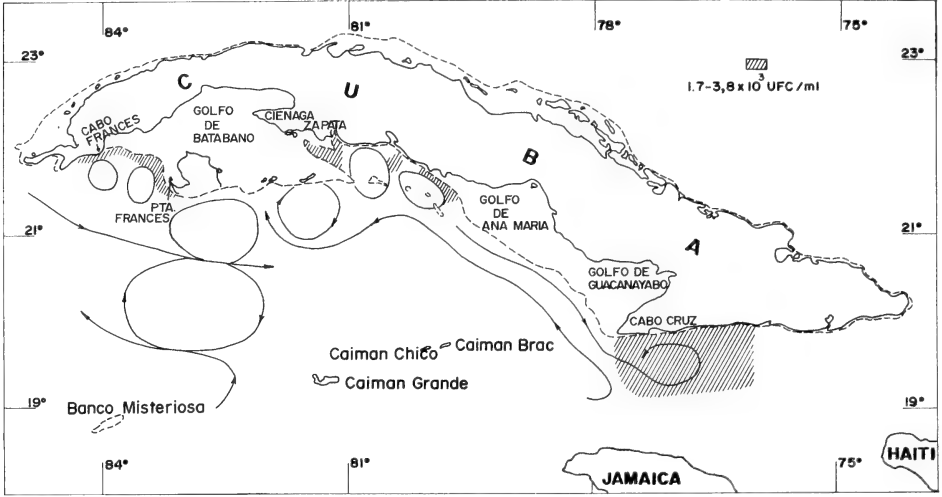 84° 81° 78° 75°
23° 23°
3
1.7-3,8 x 10 UFC/ml
C U B A
CABO
FRANCES
GOLFO
DE
BATABANO
CIENAGA
ZAPATA
PTA.
FRANCES
GOLFO
DE
ANA MARIA
21° 21°
GOLFO DE
GUACANAYABO
CABO CRUZ
Caiman Chico Caiman Brac
Caiman Grande
Banco Misteriosa
19° 19°
84° 81° 78° 75°
HAITI
JAMAICA